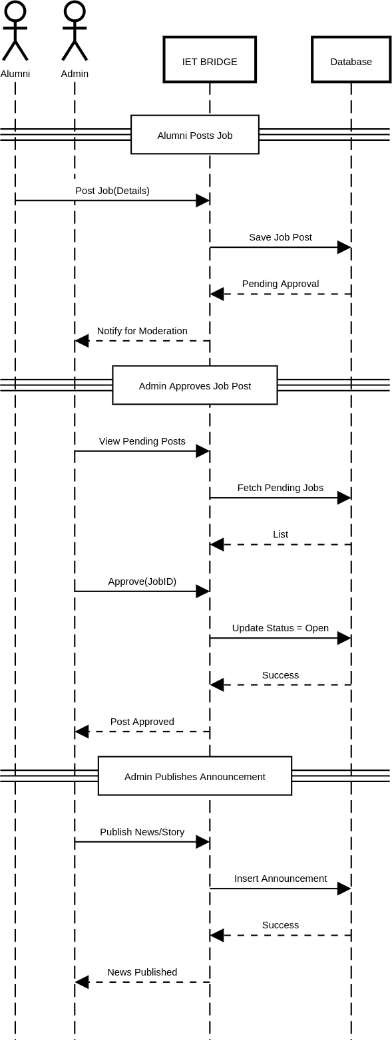 Alumni
Admin
IET BRIDGE
Database
Alumni Posts Job
Post Job(Details)
Save Job Post
Pending Approval
Notify for Moderation
Admin Approves Job Post
View Pending Posts
Fetch Pending Jobs
List
Approve(JobID)
Update Status = Open
Success
Post Approved
Admin Publishes Announcement
Publish News/Story
Insert Announcement
Success
News Published